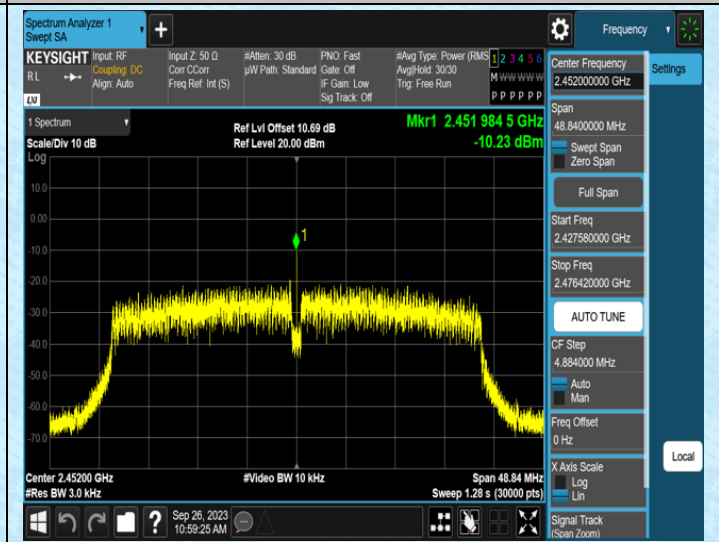 Spectrum Analyzer 1
Swept SA
+
Frequency
KEYSIGHT
RL
LXI
Input: RF
Coupling: DC
Align: Auto
Input Z: 50 Ω
Corr CCorr
Freq Ref: Int (S)
#Atten: 30 dB
µW Path: Standard
PNO: Fast
Gate: Off
IF Gain: Low
Sig Track: Off
#Avg Type: Power (RMS
Avg|Hold: 30/30
Trig: Free Run
1 2 3 4 5 6
M W W W W W
P P P P P P
1 Spectrum
Scale/Div 10 dB
Log
Ref Lvl Offset 10.69 dB
Ref Level 20.00 dBm
Mkr1 2.451 984 5 GHz
-10.23 dBm
10.0
0.00
-10.0
-20.0
-30.0
-40.0
-50.0
-60.0
-70.0
1
Center 2.45200 GHz
#Res BW 3.0 kHz
#Video BW 10 kHz
Span 48.84 MHz
Sweep 1.28 s (30000 pts)
Sep 26, 2023
10:59:25 AM
?
Center Frequency
2.452000000 GHz
Span
48.8400000 MHz
Swept Span
Zero Span
Full Span
Start Freq
2.427580000 GHz
Stop Freq
2.476420000 GHz
AUTO TUNE
CF Step
4.884000 MHz
Auto
Man
Freq Offset
0 Hz
X Axis Scale
Log
Lin
Signal Track
(Span Zoom)
Settings
Local